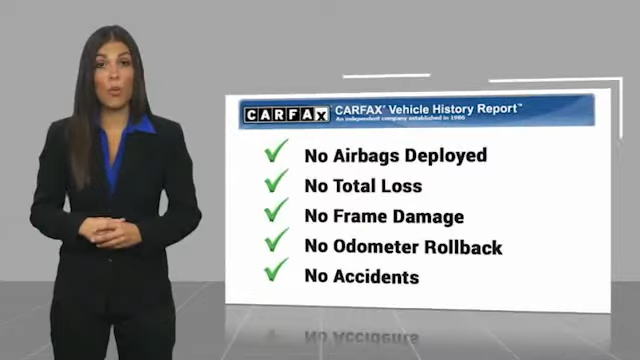 CARFAX CARFAX® Vehicle History Report™
An independent company established in 1986
No Airbags Deployed
No Total Loss
No Frame Damage
No Odometer Rollback
No Accidents